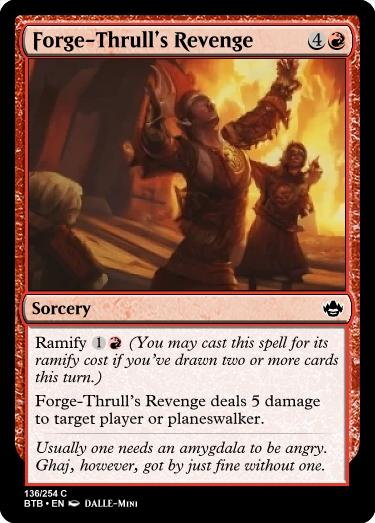 Forge-Thrull's Revenge 4
Sorcery
Ramify 1 (You may cast this spell for its
ramify cost if you've drawn two or more cards
this turn.)
Forge-Thrull's Revenge deals 5 damage
to target player or planeswalker.
Usually one needs an amygdala to be angry.
Ghaj, however, got by just fine without one.
136/254 C
BTB • EN DALLE-Mini